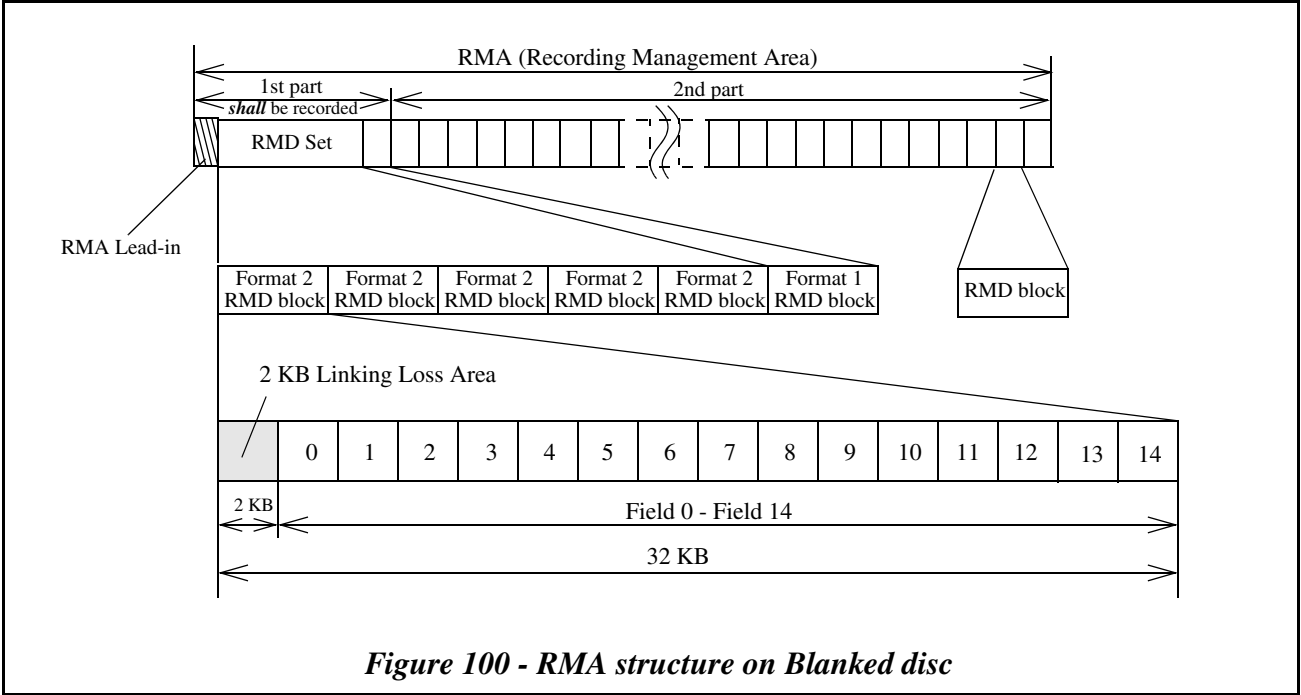 RMA (Recording Management Area)
1st part
shall be recorded
2nd part
RMD Set
RMA Lead-in
Format 2 Format 2 Format 2 Format 2 Format 2 Format 1
RMD block RMD block RMD block RMD block RMD block RMD block
RMD block
2 KB Linking Loss Area
0 1 2 3 4 5 6 7 8 9 10 11 12 13 14
2 KB
Field 0 - Field 14
32 KB
Figure 100 - RMA structure on Blanked disc